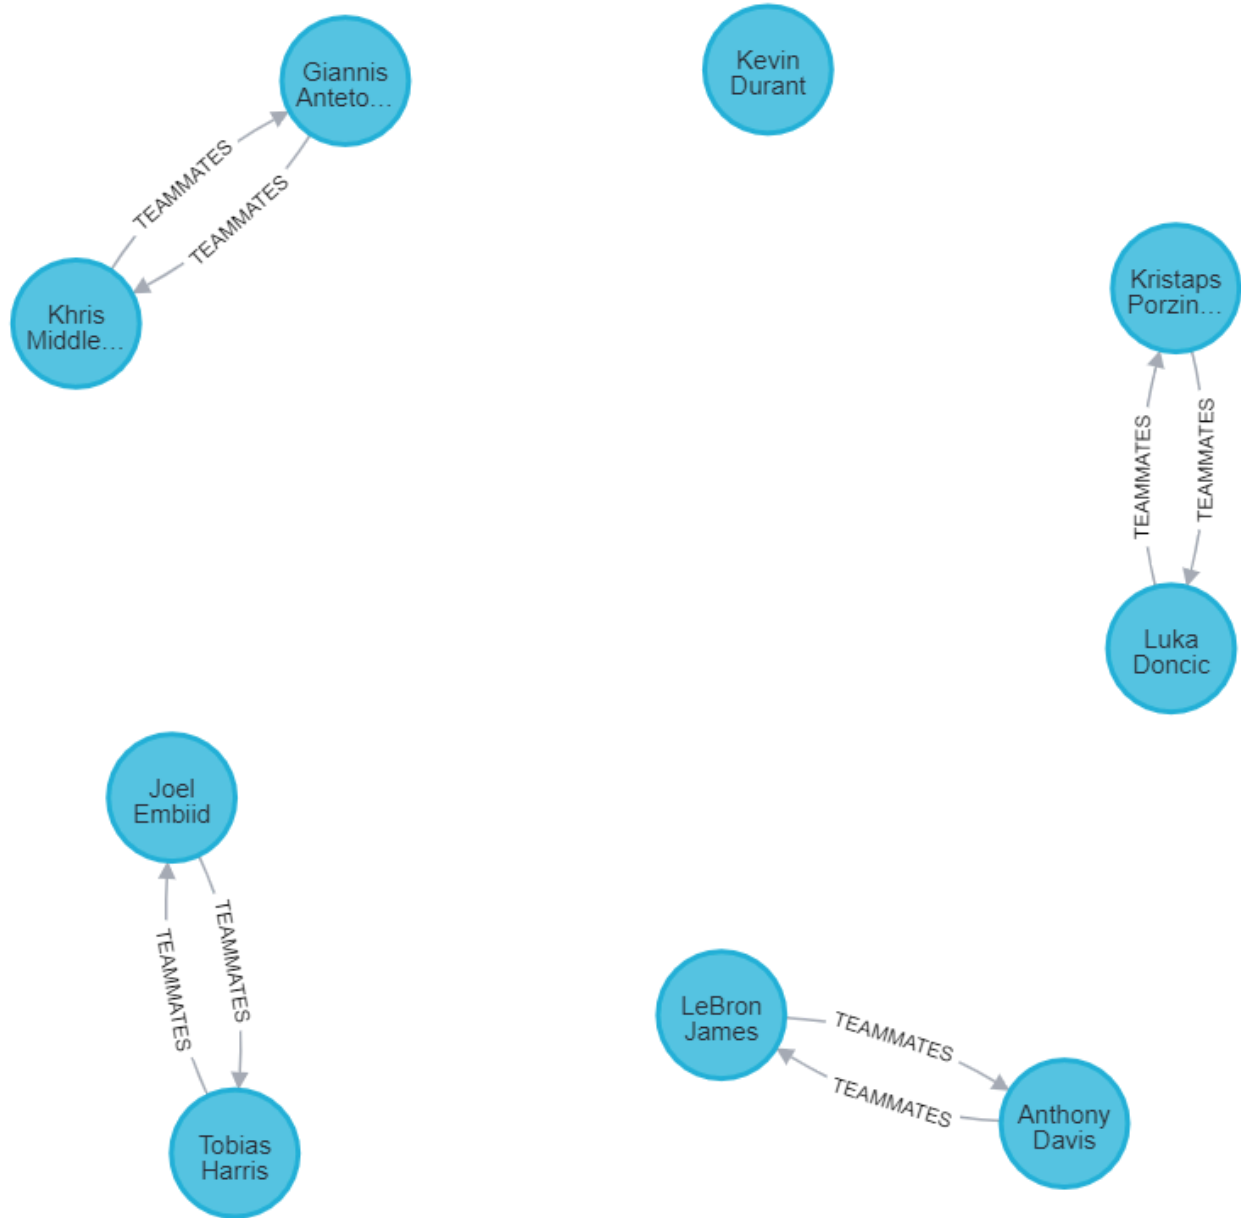 Giannis
Anteto...
Kevin
Durant
TEAMMATES
TEAMMATES
Khris
Middle...
Kristaps
Porzin...
TEAMMATES
TEAMMATES
Luka
Doncic
Joel
Embiid
TEAMMATES
TEAMMATES
Tobias
Harris
LeBron
James
TEAMMATES
TEAMMATES
Anthony
Davis